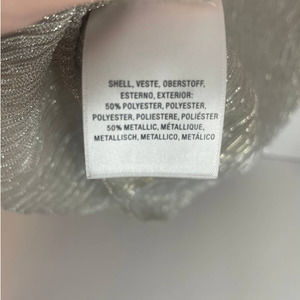 SHELL, VESTE, OBERSTOFF,
ESTERNO, EXTERIOR:
50% POLYESTER, POLYESTER,
POLYESTER, POLIESTERE, POLIÉSTER
50% METALLIC, MÉTALLIQUE,
METALLISCH, METALLICO, METÁLICO